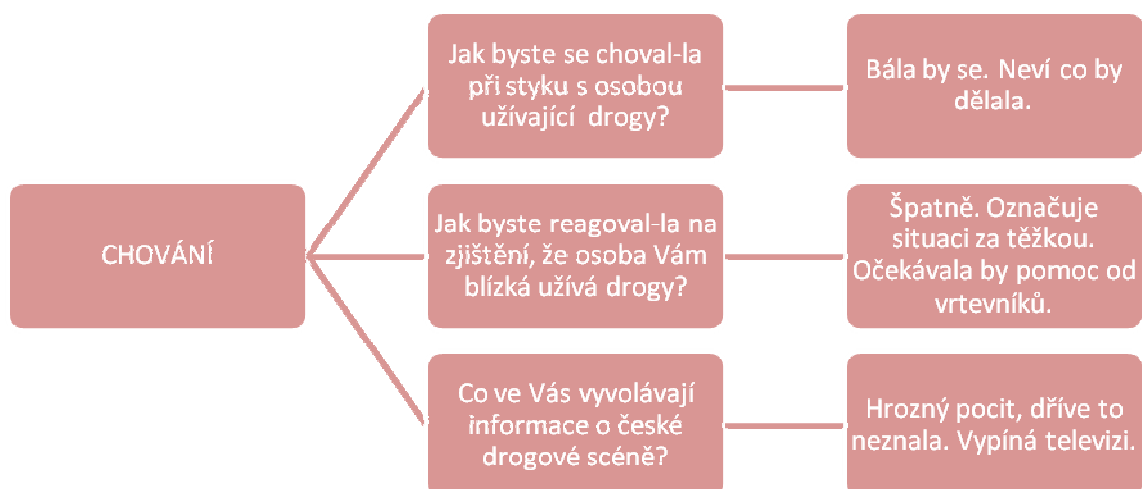 CHOVÁNÍ
Jak byste se choval-la
při styku s osobou
užívající drogy?
Bála by se. Neví co by
dělala.
Jak byste reagoval-la na
zjištění, že osoba Vám
blízká užívá drogy?
Špatně. Označuje
situaci za těžkou.
Očekávala by pomoc od
vrtevníků.
Co ve Vás vyvolávají
informace o české
drogové scéně?
Hrozný pocit, dříve to
neznala. Vypíná televizi.